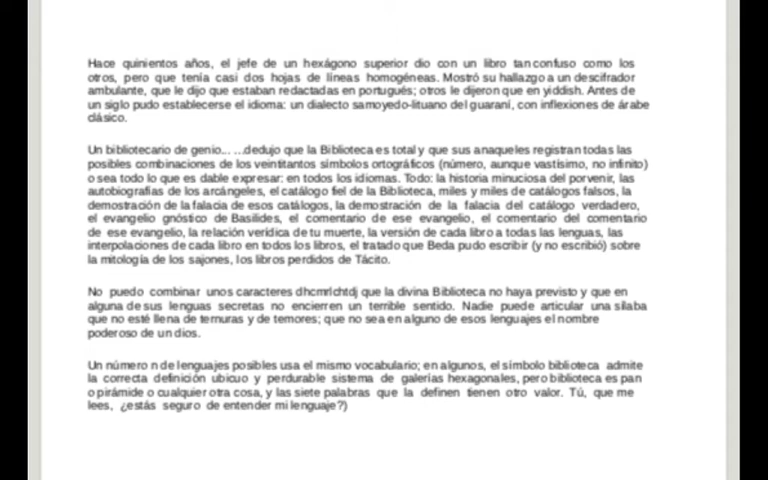 Hace quinientos años, el jefe de un hexágono superior dio con un libro tan confuso como los
otros, pero que tenía casi dos hojas de líneas homogéneas. Mostró su hallazgo a un descifrador
ambulante, que le dijo que estaban redactadas en portugués; otros le dijeron que en yiddish. Antes de
un siglo pudo establecerse el idioma: un dialecto samoyedo-lituano del guaraní, con inflexiones de árabe
clásico.
Un bibliotecario de genio... ...dedujo que la Biblioteca es total y que sus anaqueles registran todas las
posibles combinaciones de los veintitantos símbolos ortográficos (número, aunque vastísimo, no infinito)
o sea todo lo que es dable expresar: en todos los idiomas. Todo: la historia minuciosa del porvenir, las
autobiografías de los arcángeles, el catálogo fiel de la Biblioteca, miles y miles de catálogos falsos, la
demostración de la falacia de esos catálogos, la demostración de la falacia del catálogo verdadero,
el evangelio gnóstico de Basilides, el comentario de ese evangelio, el comentario del comentario
de ese evangelio, la relación verídica de tu muerte, la versión de cada libro a todas las lenguas, las
interpolaciones de cada libro en todos los libros, el tratado que Beda pudo escribir (y no escribió) sobre
la mitología de los sajones, los libros perdidos de Tácito.
No puedo combinar unos caracteres dhcmrlchtdj que la divina Biblioteca no haya previsto y que en
alguna de sus lenguas secretas no encierren un terrible sentido. Nadie puede articular una sílaba
que no esté llena de ternuras y de temores; que no sea en alguno de esos lenguajes el nombre
poderoso de un dios.
Un número n de lenguajes posibles usa el mismo vocabulario; en algunos, el símbolo biblioteca admite
la correcta definición ubicuo y perdurable sistema de galerías hexagonales, pero biblioteca es pan
o pirámide o cualquier otra cosa, y las siete palabras que la definen tienen otro valor. Tú, que me
lees, ¿estás seguro de entender mi lenguaje?)